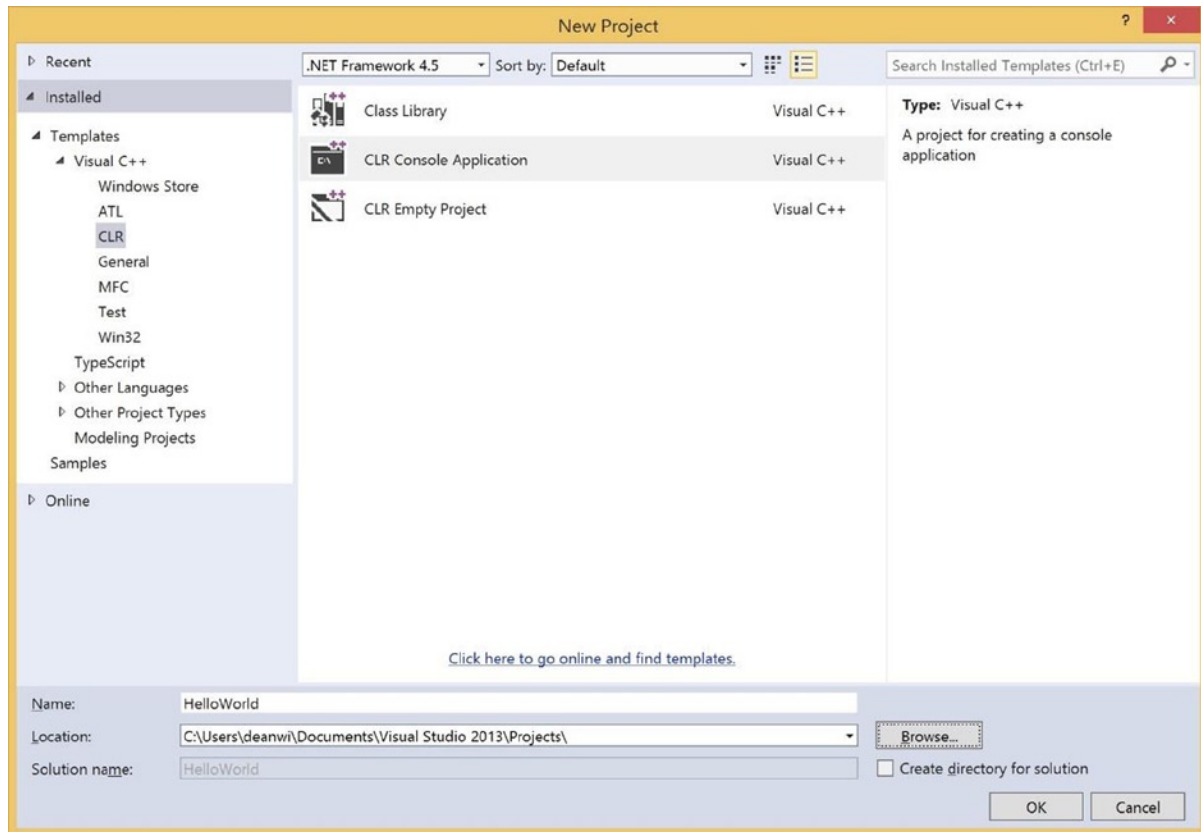 New Project
? ×
Recent
Installed
Templates
Visual C++
Windows Store
ATL
CLR
General
MFC
Test
Win32
TypeScript
Other Languages
Other Project Types
Modeling Projects
Samples
Online
.NET Framework 4.5 Sort by: Default
Class Library Visual C++
C:\ CLR Console Application Visual C++
CLR Empty Project Visual C++
Click here to go online and find templates.
Search Installed Templates (Ctrl+E)
Type: Visual C++
A project for creating a console
application
Name: HelloWorld
Location: C:\Users\deanwi\Documents\Visual Studio 2013\Projects\ Browse...
Solution name: HelloWorld Create directory for solution
OK Cancel